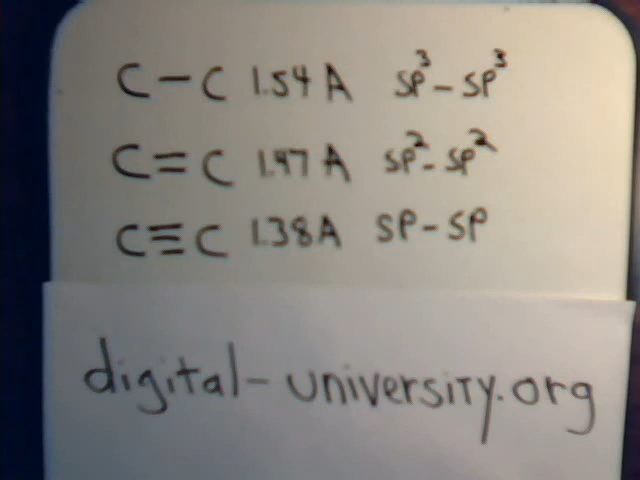 C－C 1.54 A sp³－sp³
C=C 1.47 A sp²-sp²
C≡C 1.38A SP-SP
digital-university.org